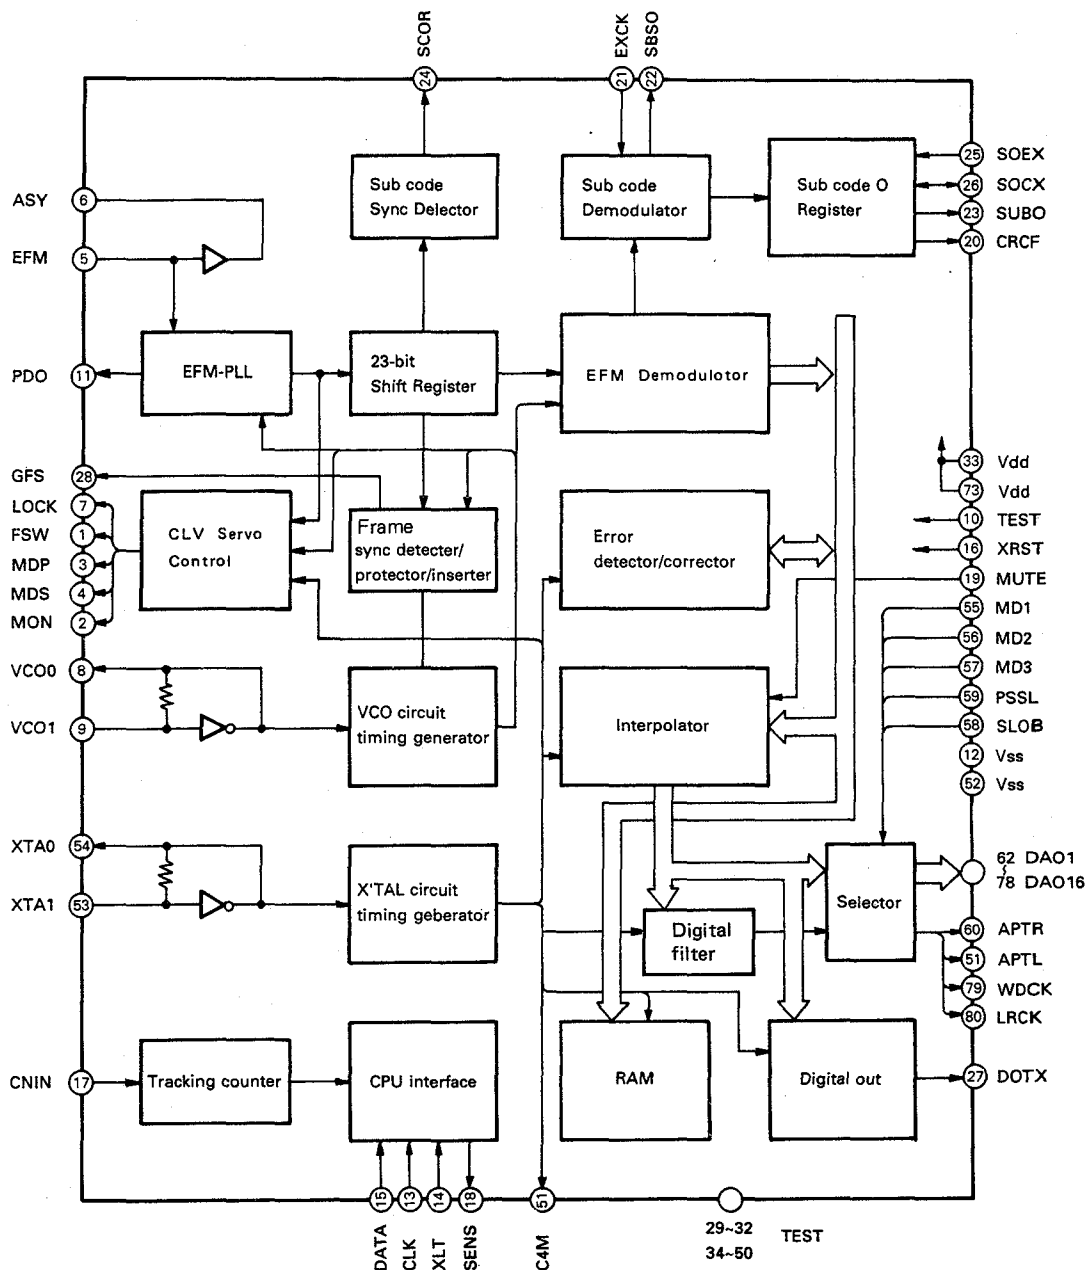 SCOR
EXCK
SBSO
24
21
22
ASY
6
EFM
5
Sub code
Sync Delector
Sub code
Demodulator
Sub code O
Register
25
SOEX
26
SOCX
23
SUBO
20
CRCF
PDO
11
EFM-PLL
23-bit
Shift Register
EFM Demodulotor
GFS
28
LOCK
7
FSW
1
MDP
3
MDS
4
MON
2
CLV Servo
Control
Frame
sync detecter/
protector/inserter
Error
detector/corrector
33
Vdd
73
Vdd
10
TEST
16
XRST
19
MUTE
55
MD1
56
MD2
57
MD3
59
PSSL
58
SLOB
12
Vss
52
Vss
VCO0
8
VCO1
9
VCO circuit
timing generator
Interpolator
XTA0
54
XTA1
53
X'TAL circuit
timing geberator
Digital
filter
Selector
62 DAO1
78 DAO16
60
APTR
51
APTL
79
WDCK
80
LRCK
CNIN
17
Tracking counter
CPU interface
RAM
Digital out
27
DOTX
15
13
14
18
51
DATA
CLK
XLT
SENS
C4M
29~32
34~50
TEST